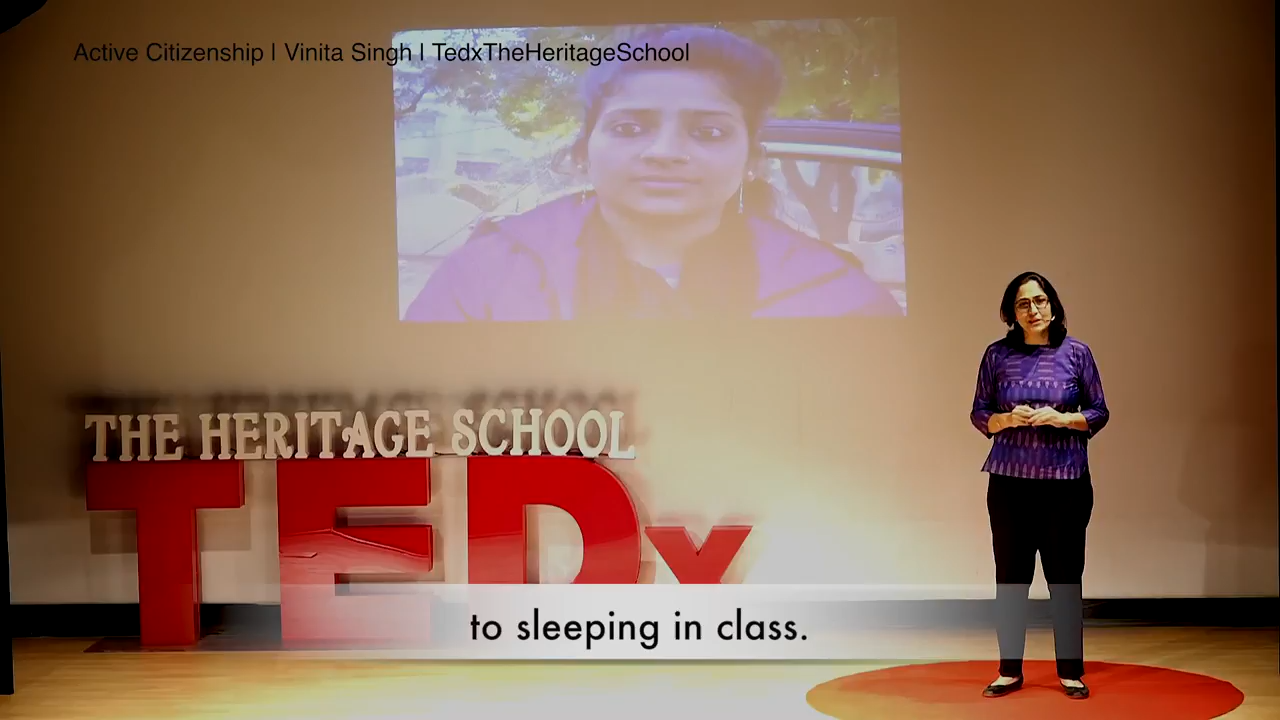 Active Citizenship | Vinita Singh | TedxTheHeritageSchool
THE HERITAGE SCHOOL
TEDx
to sleeping in class.